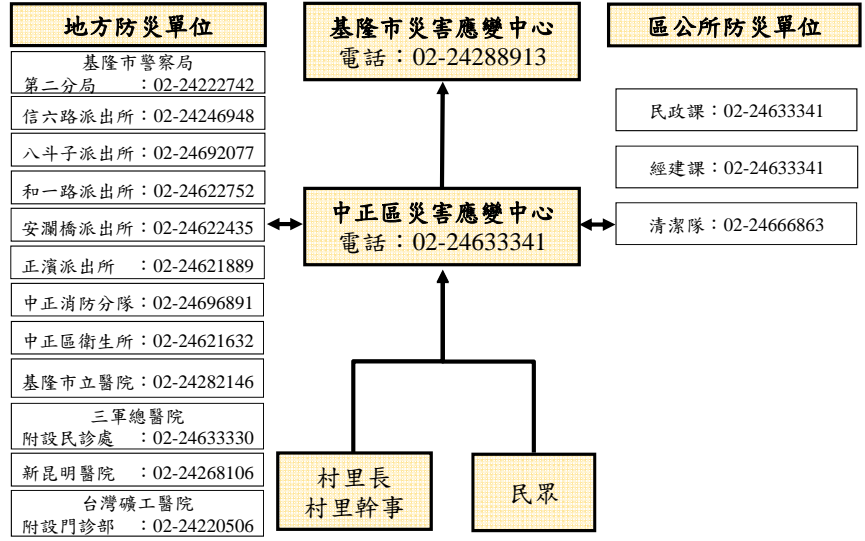 地方防災單位
基隆市警察局
第二分局　　：02-24222742
信六路派出所：02-24246948
八斗子派出所：02-24692077
和一路派出所：02-24622752
安瀾橋派出所：02-24622435
正濱派出所　：02-24621889
中正消防分隊：02-24696891
中正區衛生所：02-24621632
基隆市立醫院：02-24282146
三軍總醫院
附設民診處　：02-24633330
新昆明醫院　：02-24268106
台灣礦工醫院
附設門診部　：02-24220506
基隆市災害應變中心
電話：02-24288913
中正區災害應變中心
電話：02-24633341
村里長
村里幹事
民眾
區公所防災單位
民政課：02-24633341
經建課：02-24633341
清潔隊：02-24666863